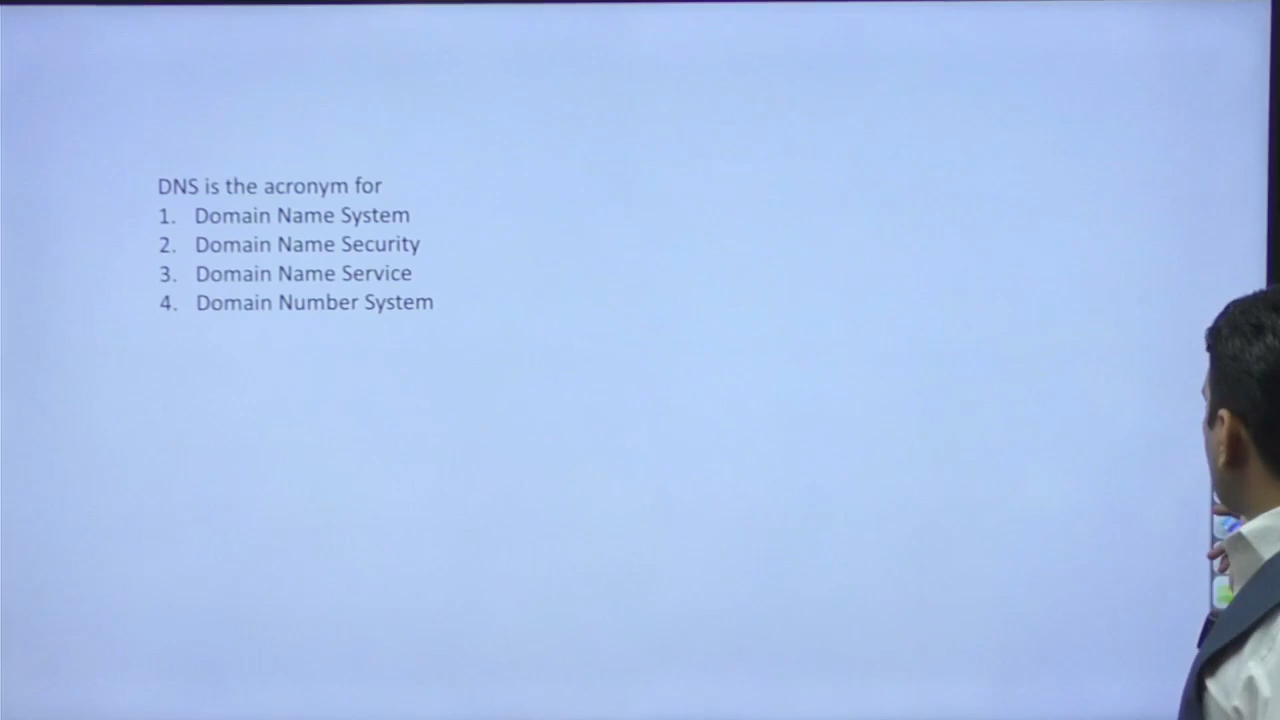 DNS is the acronym for
1. Domain Name System
2. Domain Name Security
3. Domain Name Service
4. Domain Number System